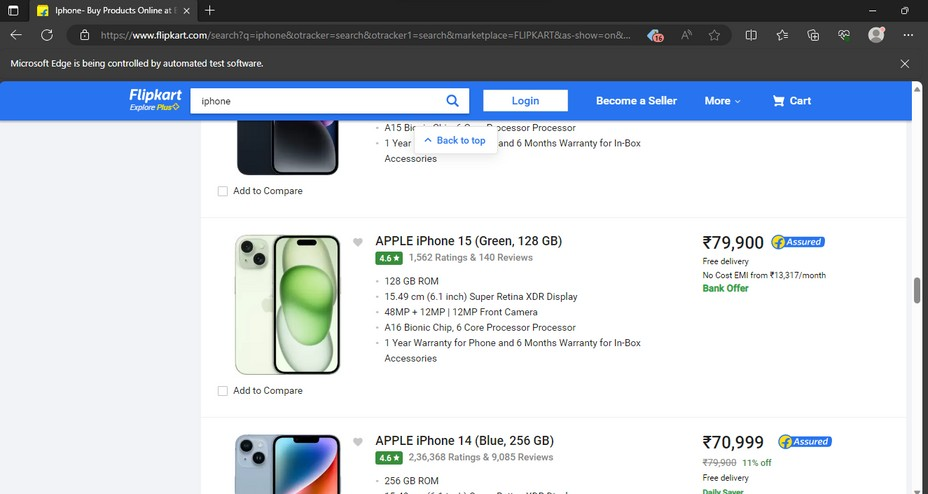 Iphone- Buy Products Online at
https://www.flipkart.com/search?q=iphone&otracker=search&otracker1=search&marketplace=FLIPKART&as-show=on&...
16
Microsoft Edge is being controlled by automated test software.
Flipkart
Explore Plus
iphone
Login
Become a Seller
More
Cart
A15 Bionic Chip, 6 Core Processor Processor
Back to top
1 Year and 6 Months Warranty for In-Box
Accessories
Add to Compare
APPLE iPhone 15 (Green, 128 GB)
4.6★ 1,562 Ratings & 140 Reviews
128 GB ROM
15.49 cm (6.1 inch) Super Retina XDR Display
48MP + 12MP | 12MP Front Camera
A16 Bionic Chip, 6 Core Processor Processor
1 Year Warranty for Phone and 6 Months Warranty for In-Box
Accessories
₹79,900
Assured
Free delivery
No Cost EMI from ₹13,317/month
Bank Offer
Add to Compare
APPLE iPhone 14 (Blue, 256 GB)
4.6★ 2,36,368 Ratings & 9,085 Reviews
256 GB ROM
₹70,999
Assured
₹79,900 11% off
Free delivery
Daily Saver